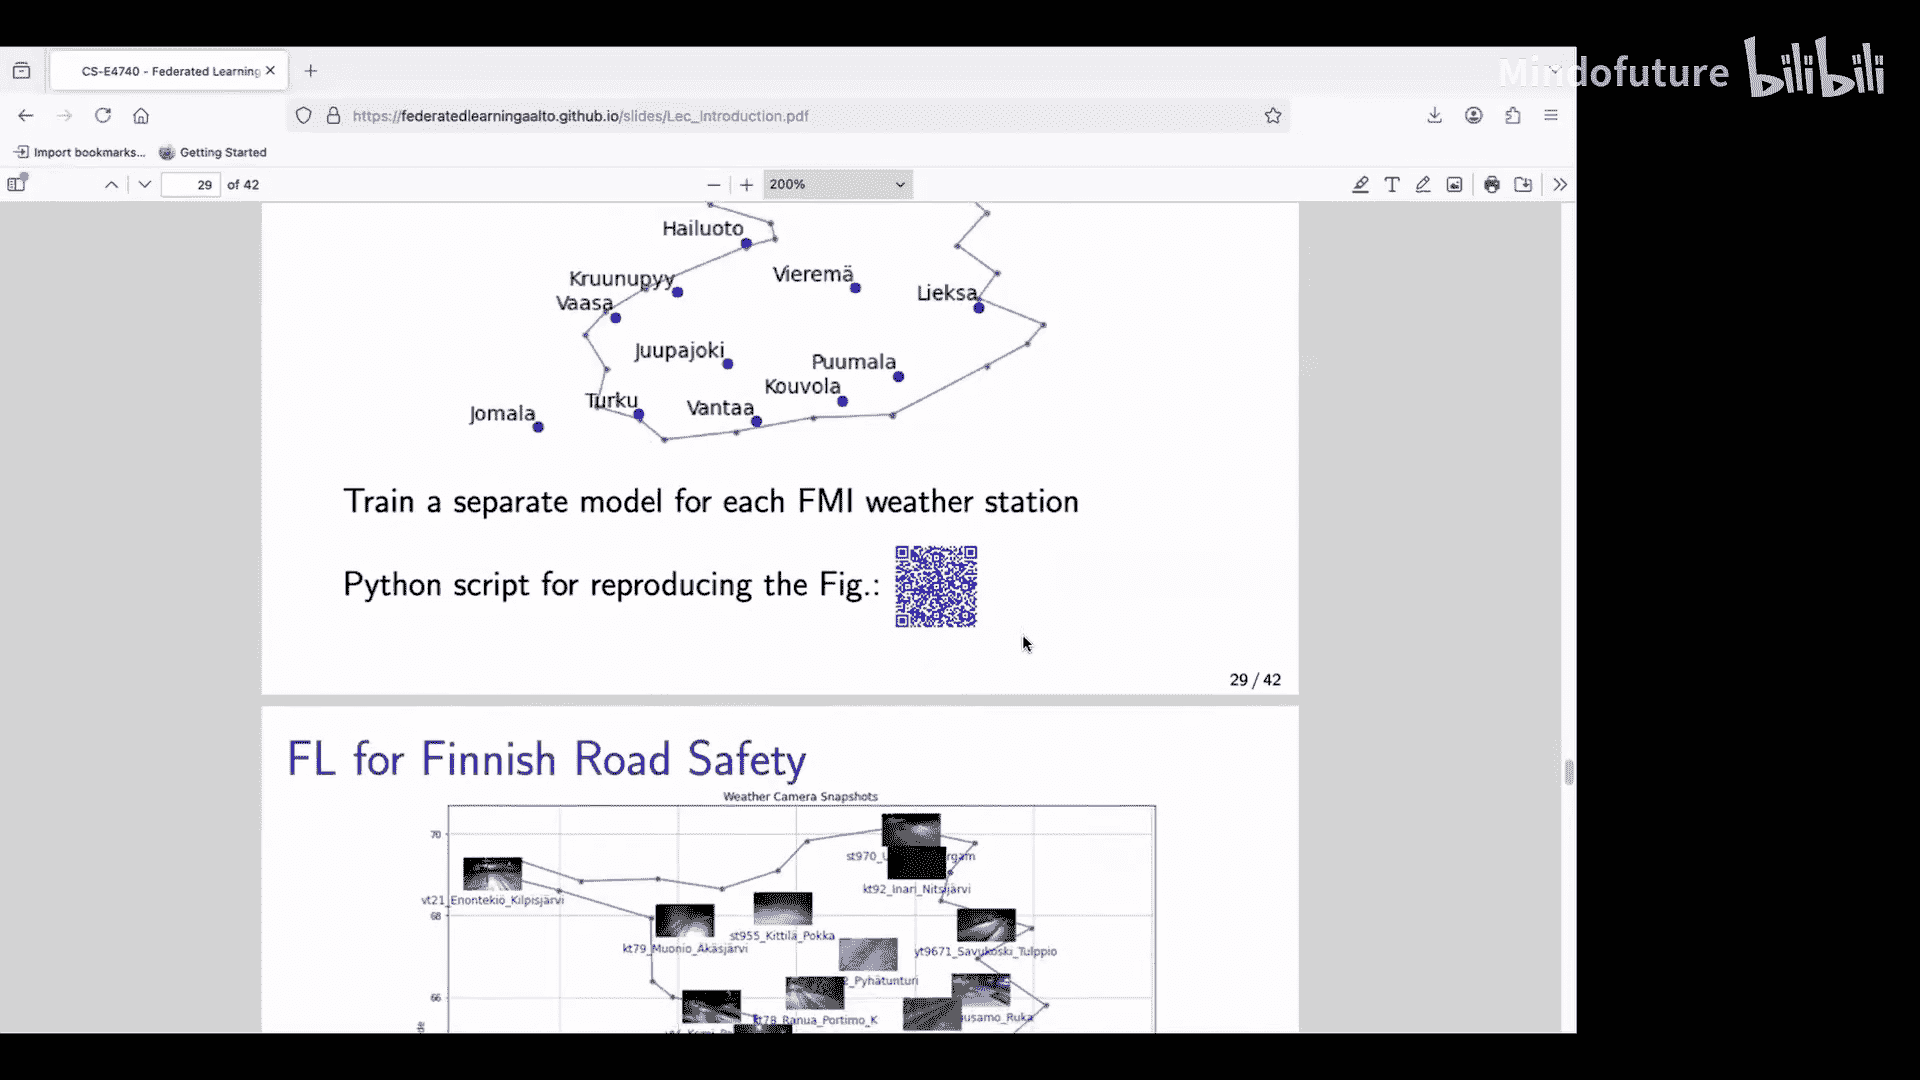 Mindofuture bilibili
CS-E4740 - Federated Learning
https://federatedlearningaalto.github.io/slides/Lec_Introduction.pdf
Import bookmarks... Getting Started
29 of 42
200%
Hailuoto
Kruunupyy
Vieremä
Vaasa
Lieksa
Juupajoki
Puumala
Kouvola
Turku
Vantaa
Jomala
Train a separate model for each FMI weather station
Python script for reproducing the Fig.:
29 / 42
FL for Finnish Road Safety
Weather Camera Snapshots
70
kt92_Inari_Nitsijärvi
vt21_Enontekiö_Kilpisjärvi
68
st955_Kittilä_Pokka
kt79_Muonio_Äkäsjärvi
yt9671_Savukoski_Tulppio
_Pyhätunturi
66
kt78_Ranua_Portimo_K
usamo_Ruka